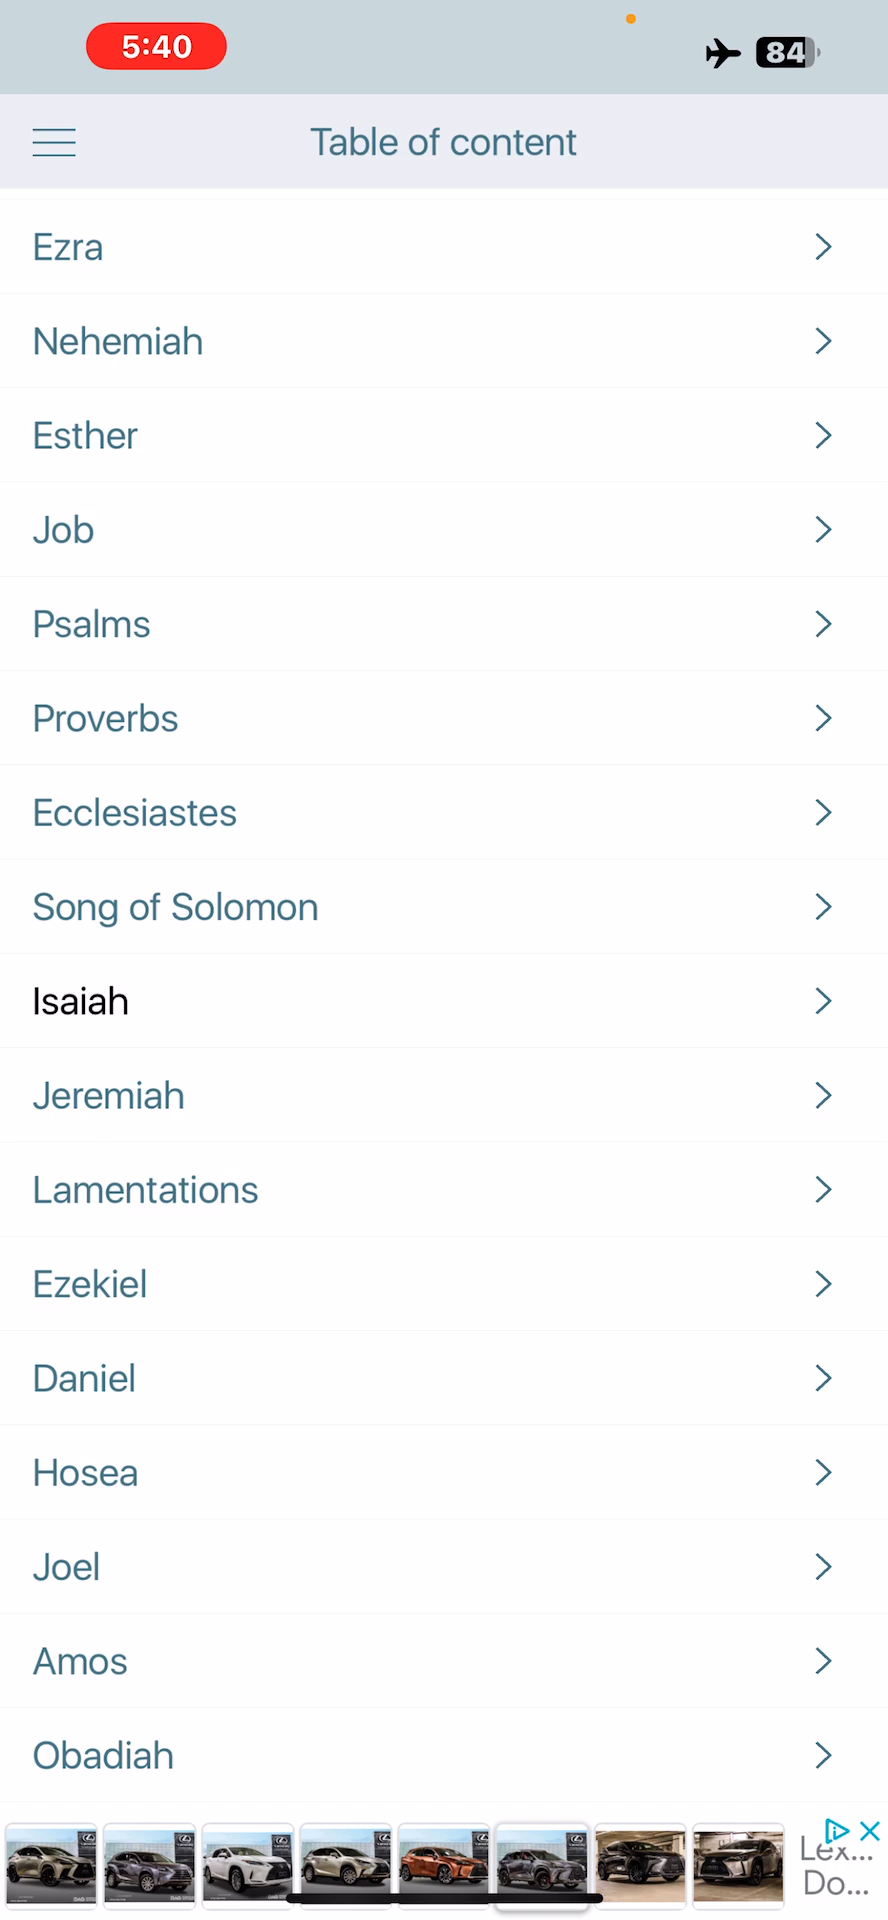 5:40
84
Table of content
Ezra
Nehemiah
Esther
Job
Psalms
Proverbs
Ecclesiastes
Song of Solomon
Isaiah
Jeremiah
Lamentations
Ezekiel
Daniel
Hosea
Joel
Amos
Obadiah
Lex...
Do...